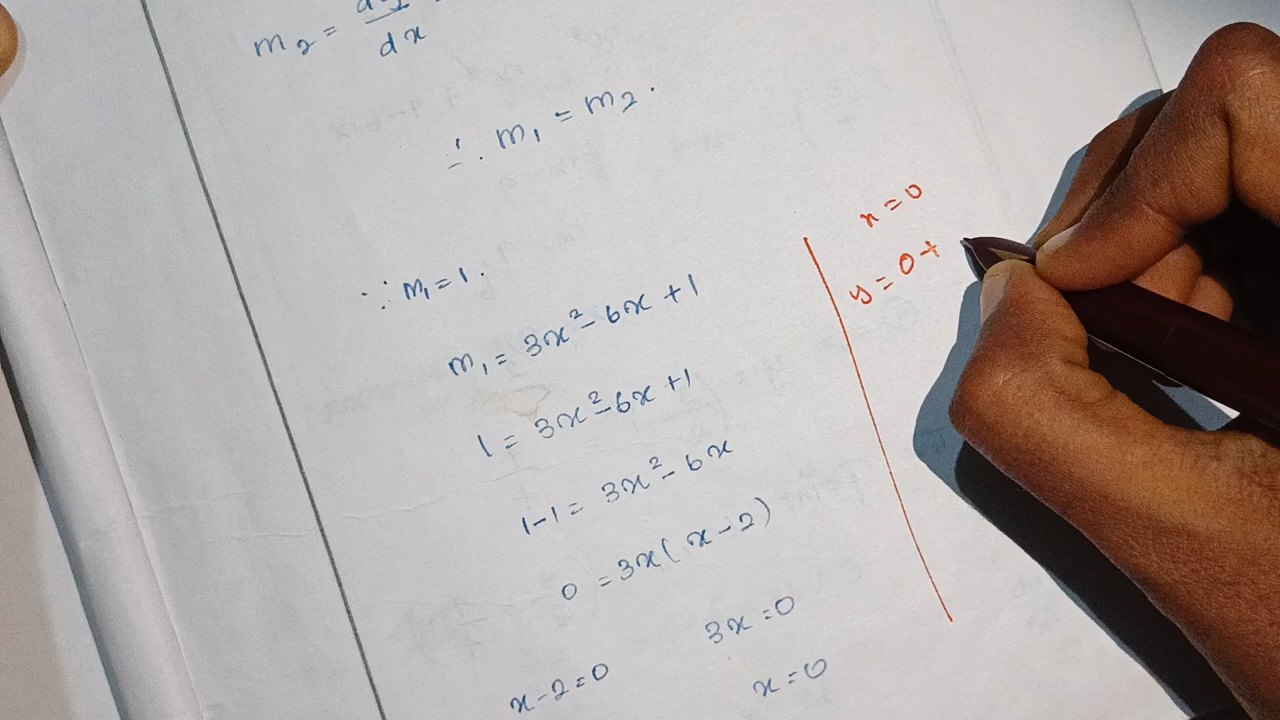 m₂ = dy₂/dx
∴ m₁ = m₂.
∵ m₁ = 1.
m₁ = 3x² - 6x + 1
1 = 3x² - 6x + 1
1-1 = 3x² - 6x
0 = 3x(x - 2)
x - 2 = 0 3x = 0
x = 0
x = 0
y = 0 +